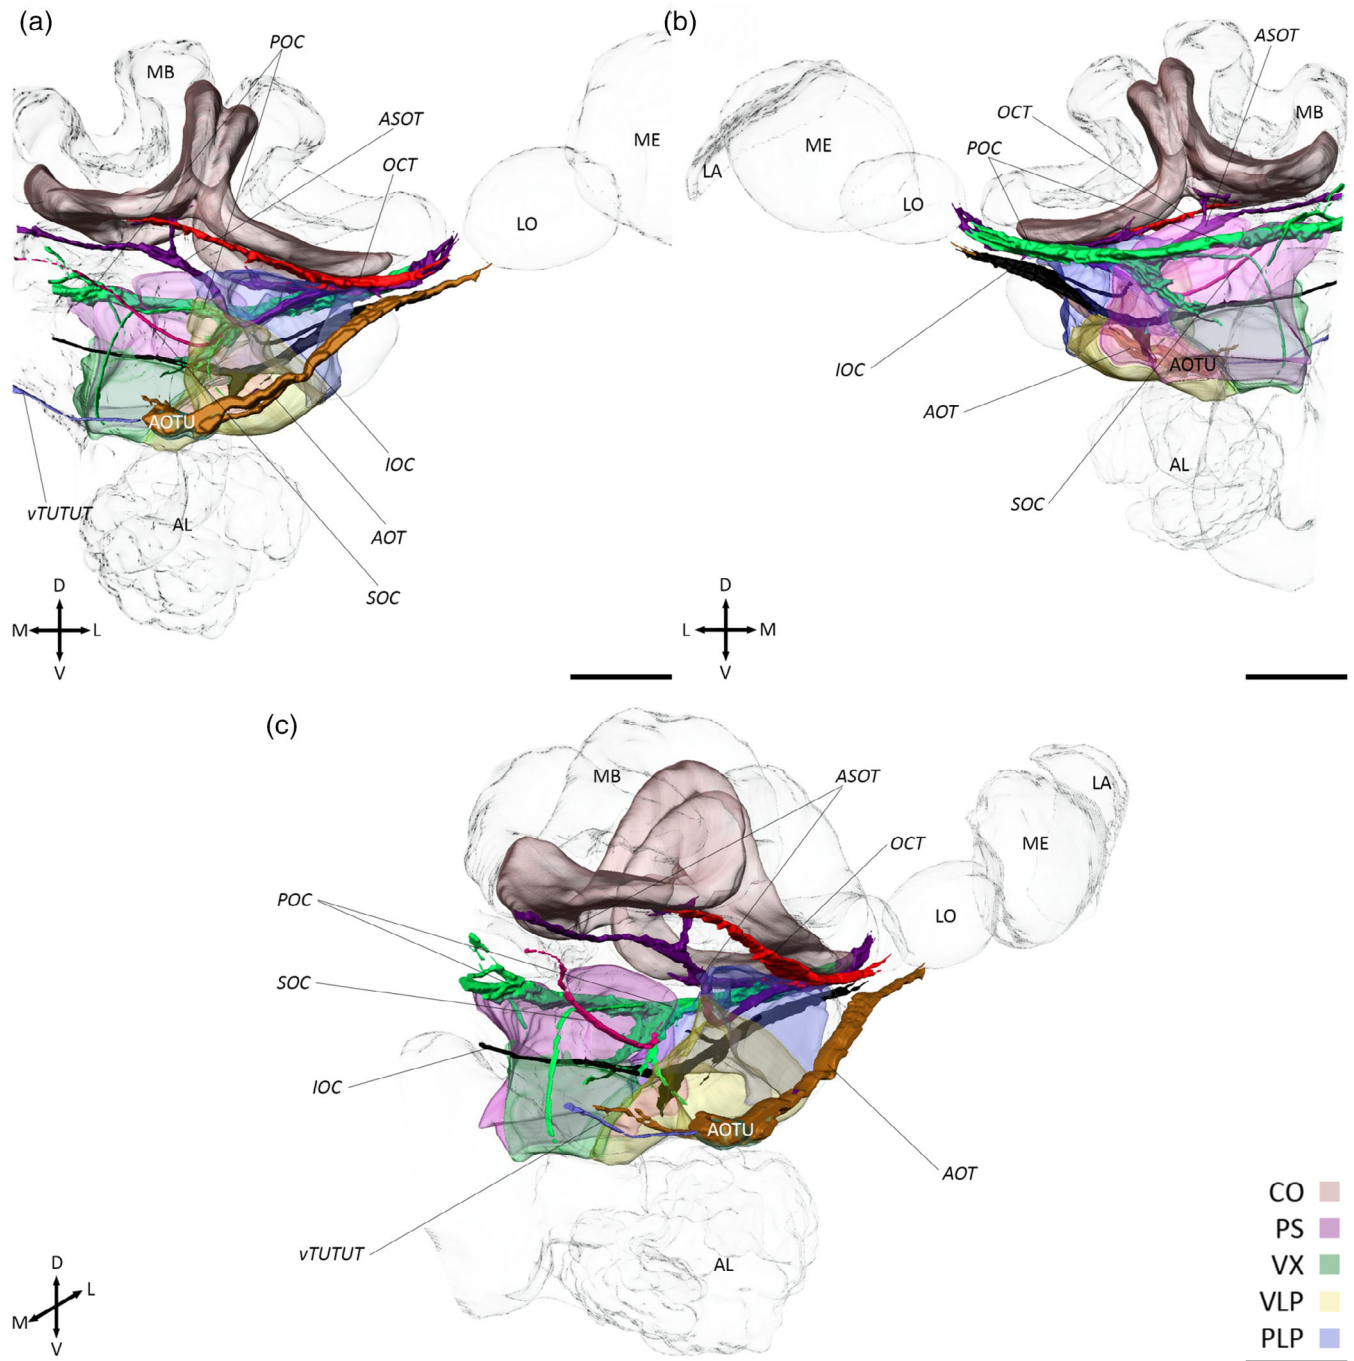 (a)
POC
MB
ASOT
ME
OCT
LO
AOTU
IOC
vTUTUT
AL
AOT
SOC
D
M L
V
(b)
ASOT
OCT
MB
POC
ME
LA
LO
IOC
AOTU
AOT
AL
SOC
D
L M
V
(c)
MB
ASOT
LA
OCT
ME
POC
LO
SOC
IOC
AOTU
AOT
vTUTUT
AL
D
L
M
V
CO
PS
VX
VLP
PLP